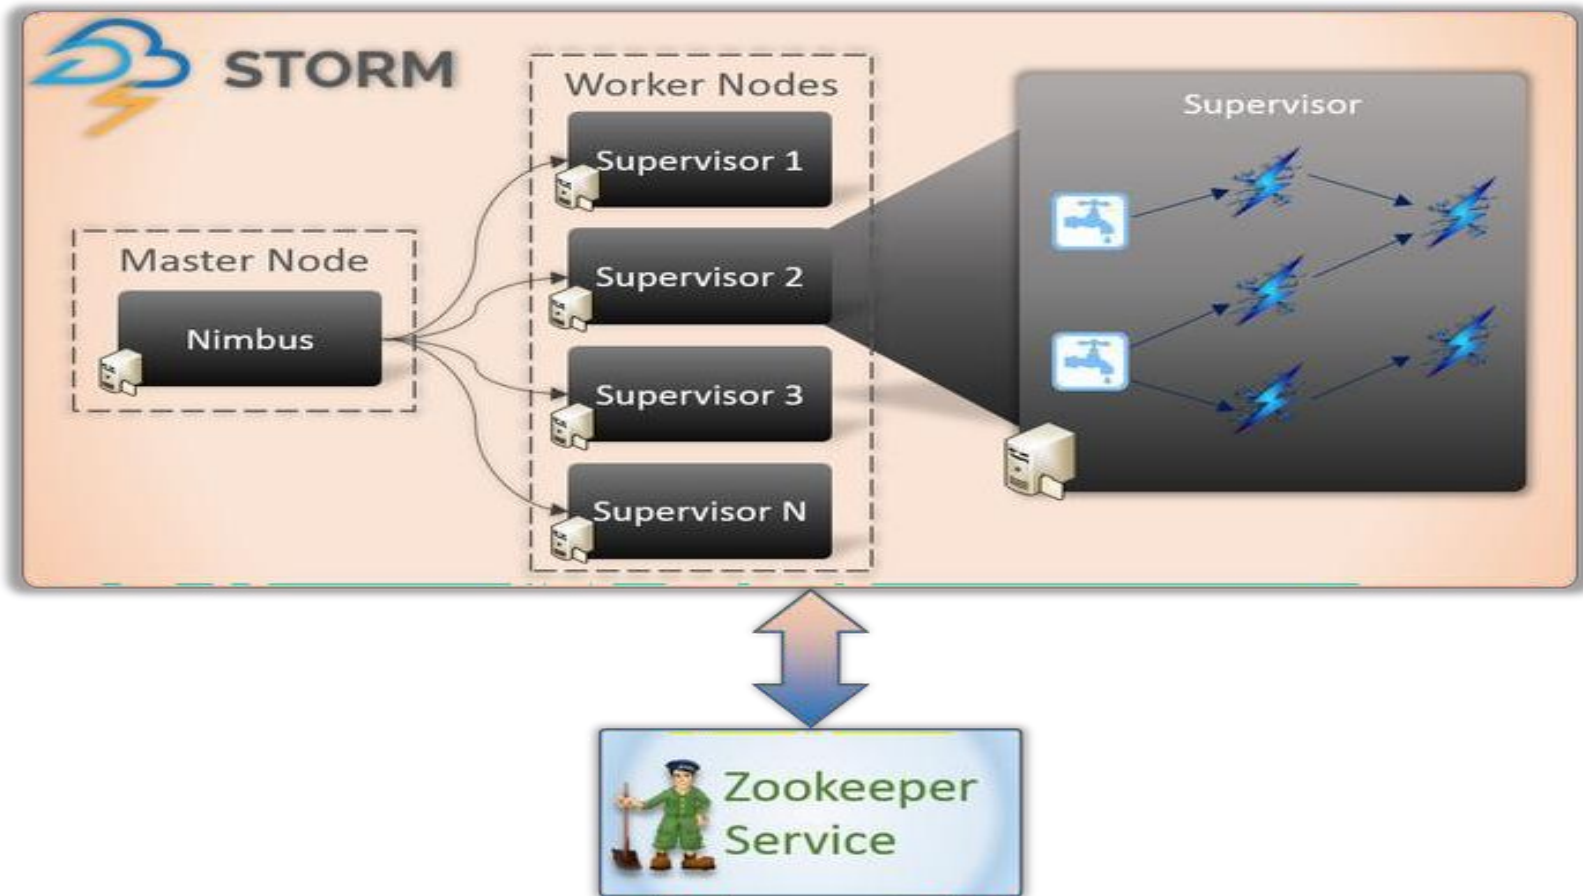 STORM
Worker Nodes
Supervisor 1
Supervisor 2
Supervisor 3
Supervisor N
Master Node
Nimbus
Supervisor
Zookeeper
Service